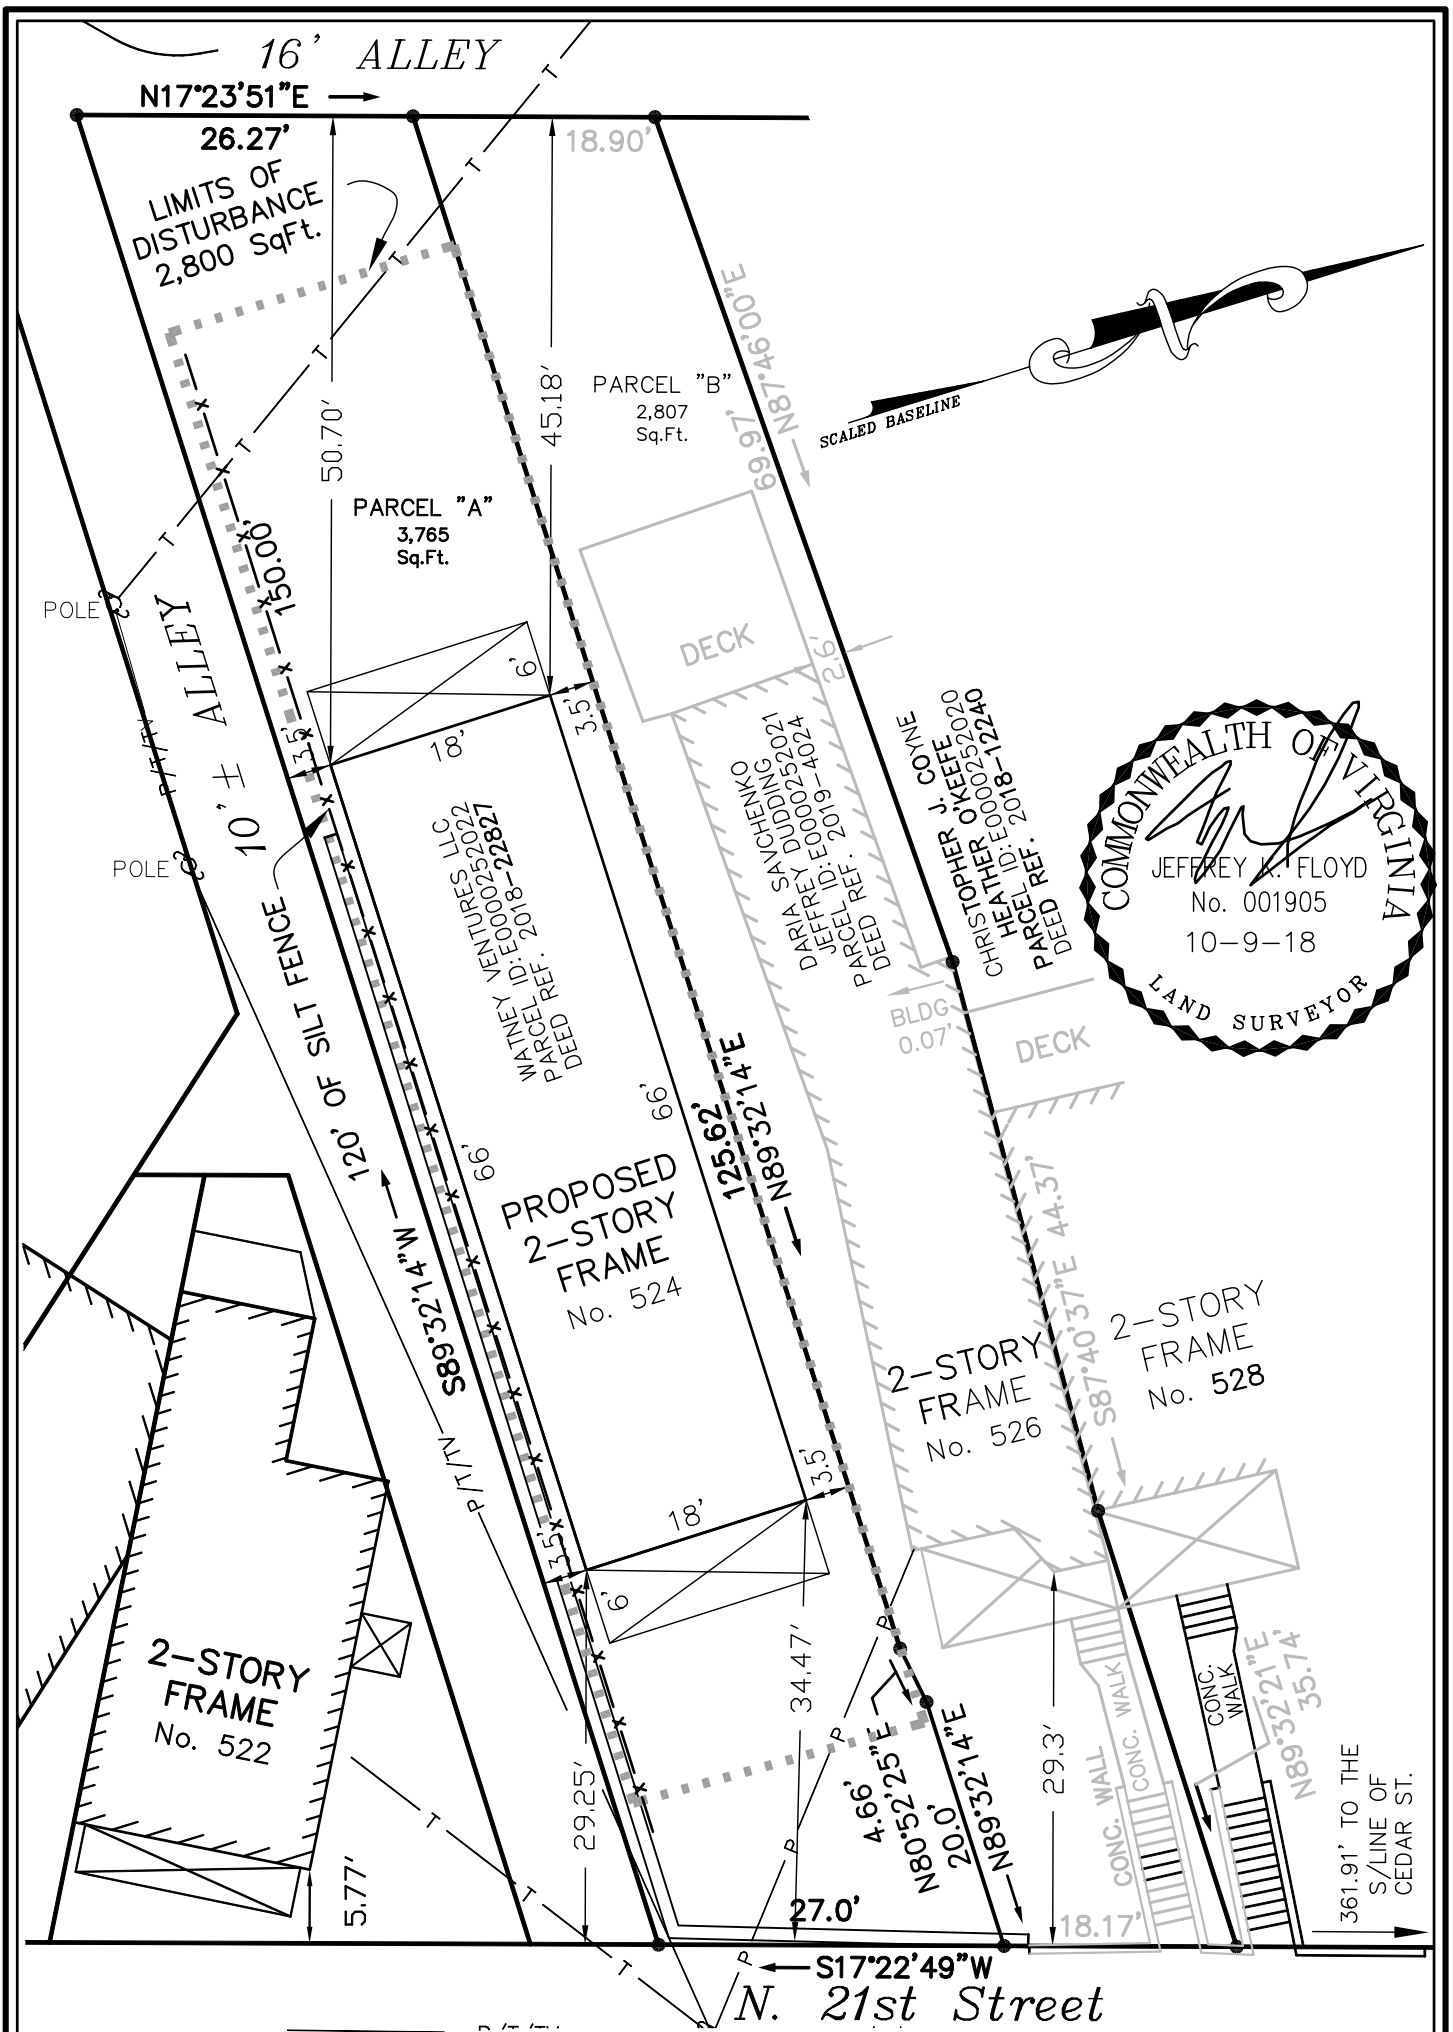 16' ALLEY
N17°23'51"E
26.27'
18.90'
LIMITS OF
DISTURBANCE
2,800 SqFt.
T
T
T
T
T
T
T
50.70'
45.18'
PARCEL "B"
2,807
Sq.Ft.
N87°46'00"E
69.97'
SCALED BASELINE
N
PARCEL "A"
3,765
Sq.Ft.
150.00'
POLE
10' ± ALLEY
P/T/TV
POLE
6'
3.5'
3.5'
18'
DECK
2.6'
WATNEY VENTURES LLC
PARCEL ID: E0000252022
DEED REF. 2018-22827
DARIA SAVCHENKO
JEFFREY DUDDING
PARCEL ID: E0000252021
DEED REF. 2019-4024
CHRISTOPHER J. COYNE
HEATHER OKEEFE
PARCEL ID: E0000252020
DEED REF. 2018-12240
COMMONWEALTH OF VIRGINIA
JEFFREY K. FLOYD
No. 001905
10-9-18
LAND SURVEYOR
120' OF SILT FENCE
BLDG
0.07'
DECK
66'
66'
125.62'
N89°32'14"E
PROPOSED
2-STORY
FRAME
No. 524
S89°32'14"W
S87°40'37"E 44.37'
2-STORY
FRAME
No. 526
2-STORY
FRAME
No. 528
P/T/TV
18'
3.5'
3.5'
6'
2-STORY
FRAME
No. 522
5.77'
29.25'
34.47'
P
P
P
P
4.66'
N80°52'25"E
20.0'
N89°32'14"E
29.3'
CONC. WALL
CONC. WALK
CONC.
WALK
N89°32'21"E
35.74'
361.91' TO THE
S/LINE OF
CEDAR ST.
T
T
T
27.0'
18.17'
S17°22'49"W
N. 21st Street